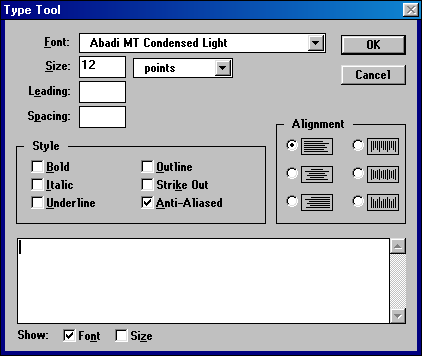 Type Tool
Font: Abadi MT Condensed Light
OK
Size: 12 points
Cancel
Leading:
Spacing:
Alignment
Style
Bold Outline
Italic Strike Out
Underline Anti-Aliased
Show: Font Size